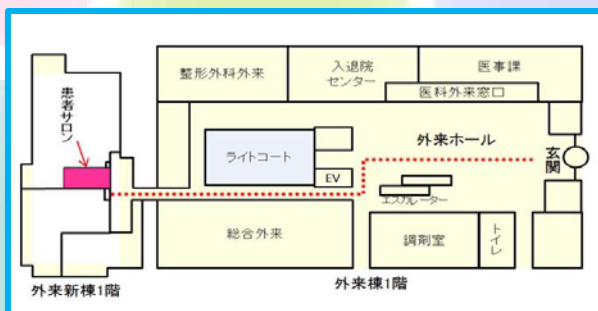 整形外科外来
入退院
センター
医事課
医科外来窓口
患者サロン
ライトコート
EV
外来ホール
玄関
エスカレーター
総合外来
調剤室
トイレ
外来新棟1階
外来棟1階